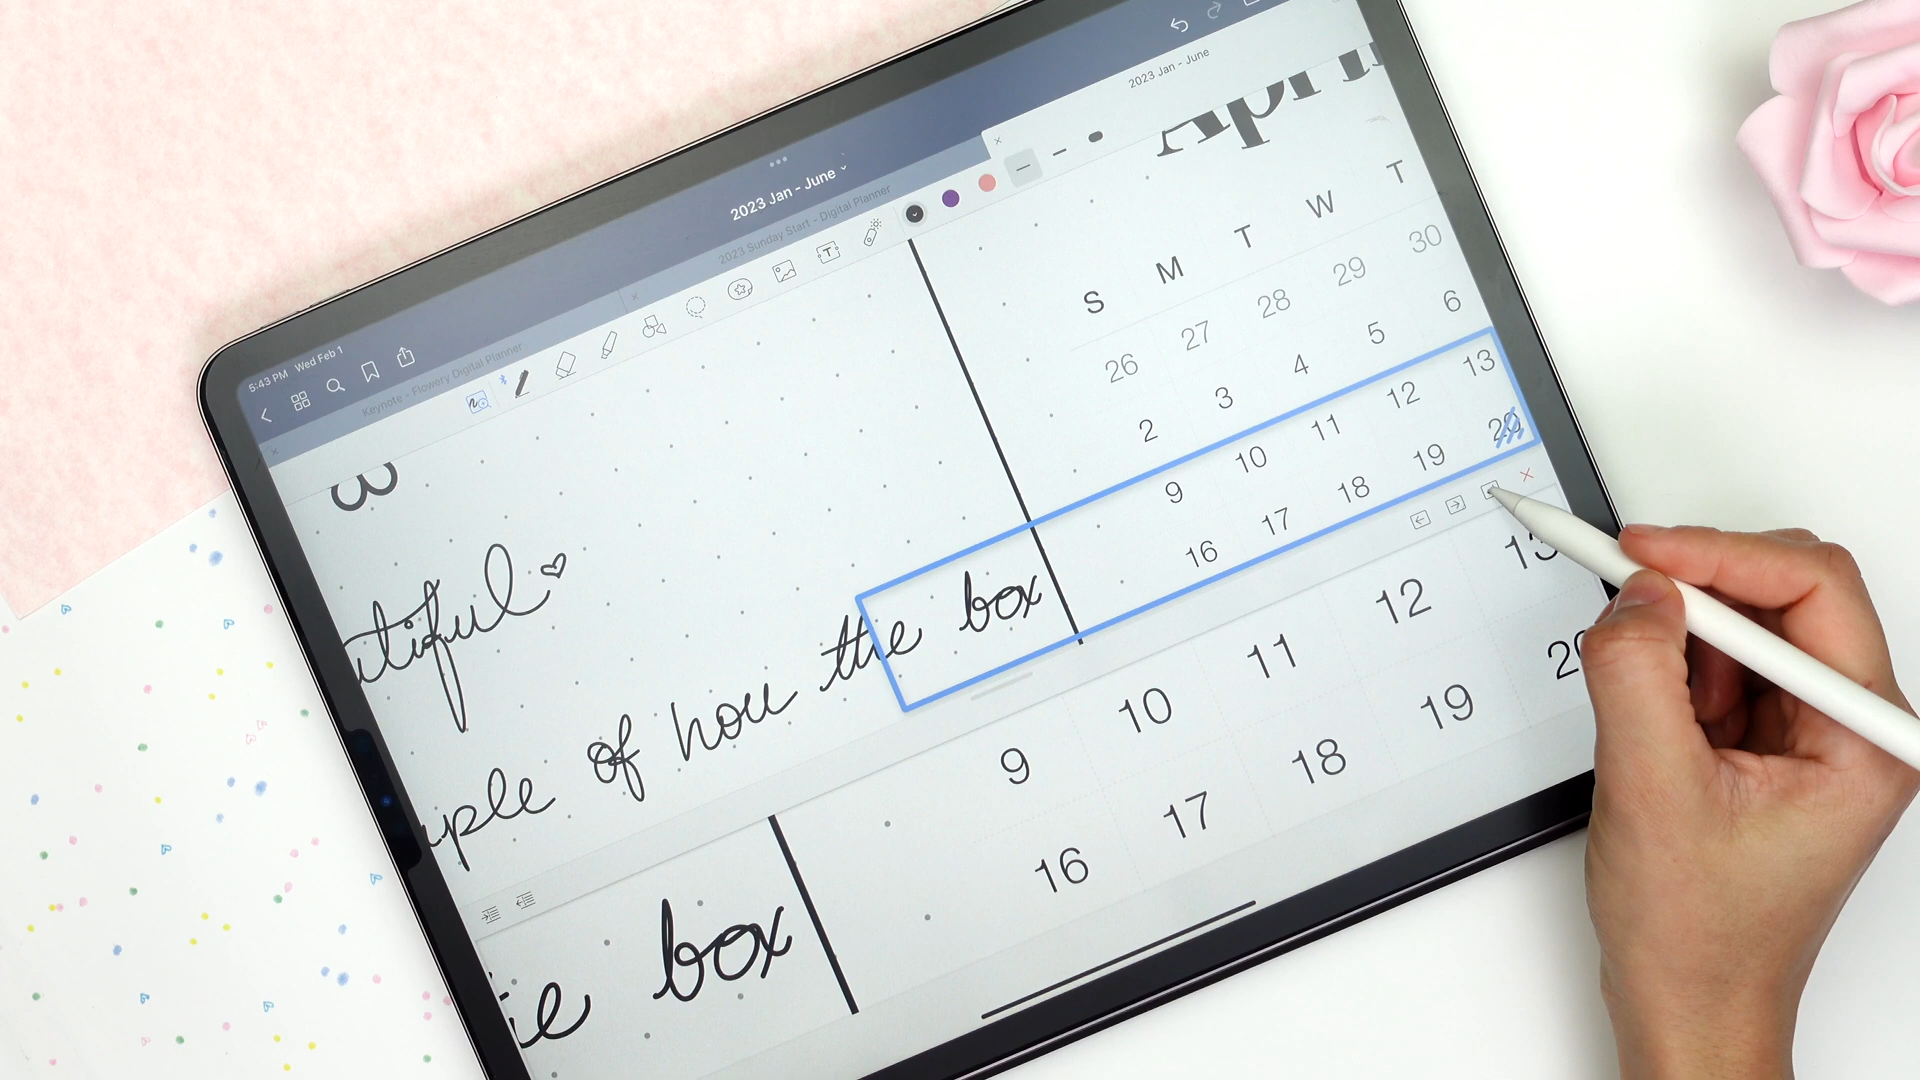 5:43 PM Wed Feb 1
2023 Jan - June
Keynote - Flowery Digital Planner
2023 Sunday Start - Digital Planner
2023 Jan - June
April
S M T W T
26 27 28 29 30
2 3 4 5 6
9 10 11 12 13
16 17 18 19 20
of how the box
9 10 11 12 13
16 17 18 19 20
box